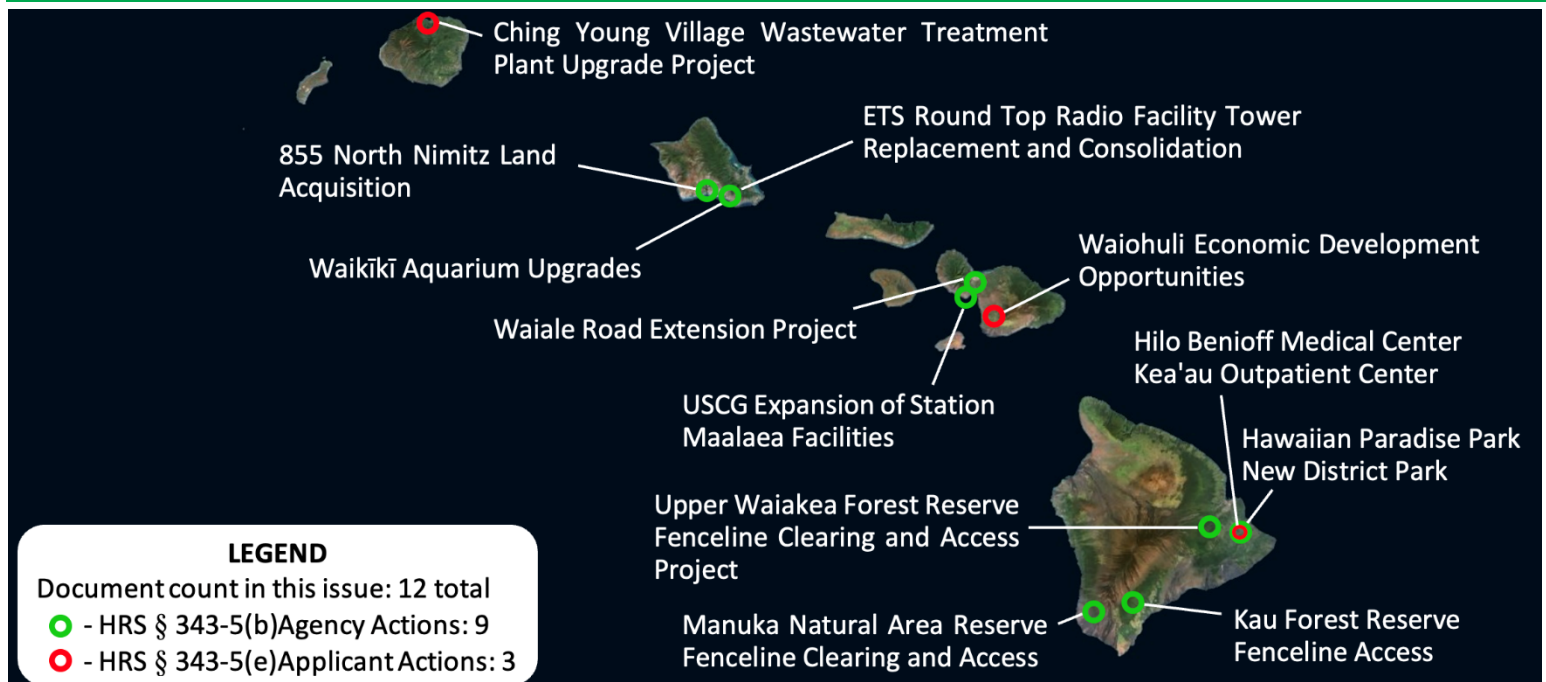 Ching Young Village Wastewater Treatment
Plant Upgrade Project
ETS Round Top Radio Facility Tower
Replacement and Consolidation
855 North Nimitz Land
Acquisition
Waikīkī Aquarium Upgrades
Waiohuli Economic Development
Opportunities
Waiale Road Extension Project
Hilo Benioff Medical Center
Kea'au Outpatient Center
USCG Expansion of Station
Maalaea Facilities
Hawaiian Paradise Park
New District Park
Upper Waiakea Forest Reserve
Fenceline Clearing and Access
Project
Manuka Natural Area Reserve
Fenceline Clearing and Access
Kau Forest Reserve
Fenceline Access
LEGEND
Document count in this issue: 12 total
- HRS § 343-5(b)Agency Actions: 9
- HRS § 343-5(e)Applicant Actions: 3